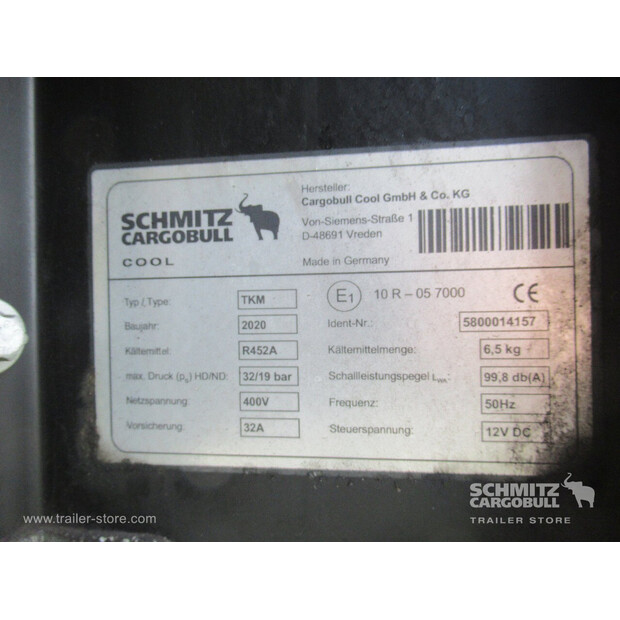 SCHMITZ
CARGOBULL
COOL
Hersteller:
Cargobull Cool GmbH & Co. KG
Von-Siemens-Straße 1
D-48691 Vreden
Made in Germany
Typ / Type: TKM
E1 10 R – 05 7000 CE
Baujahr: 2020
Ident-Nr.: 5800014157
Kältemittel: R452A
Kältemittelmenge: 6,5 kg
max. Druck (ps) HD/ND: 32/19 bar
Schallleistungspegel LWA: 99,8 db(A)
Netzspannung: 400V
Frequenz: 50Hz
Vorsicherung: 32A
Steuerspannung: 12V DC
www.trailer-store.com
SCHMITZ
CARGOBULL
TRAILER STORE